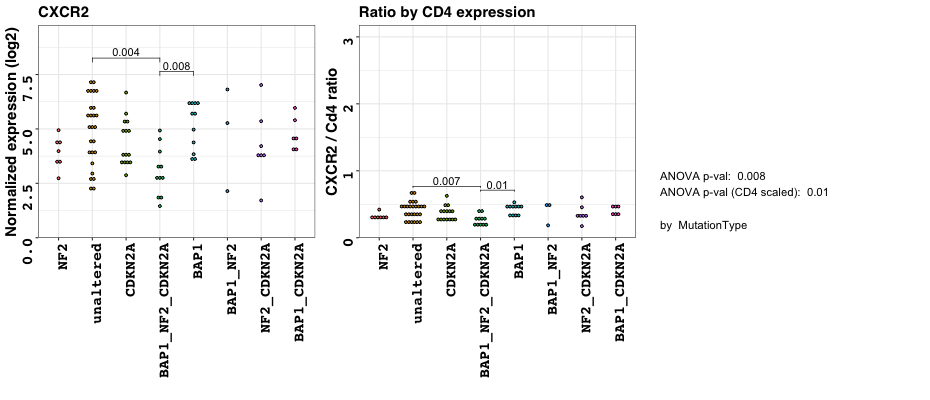 CXCR2
Normalized expression (log2)
0.0
2.5
5.0
7.5
0.004
0.008
NF2
unaltered
CDKN2A
BAP1_NF2_CDKN2A
BAP1
BAP1_NF2
NF2_CDKN2A
BAP1_CDKN2A
Ratio by CD4 expression
CXCR2 / Cd4 ratio
0
1
2
3
0.007
0.01
NF2
unaltered
CDKN2A
BAP1_NF2_CDKN2A
BAP1
BAP1_NF2
NF2_CDKN2A
BAP1_CDKN2A
ANOVA p-val: 0.008
ANOVA p-val (CD4 scaled): 0.01
by MutationType